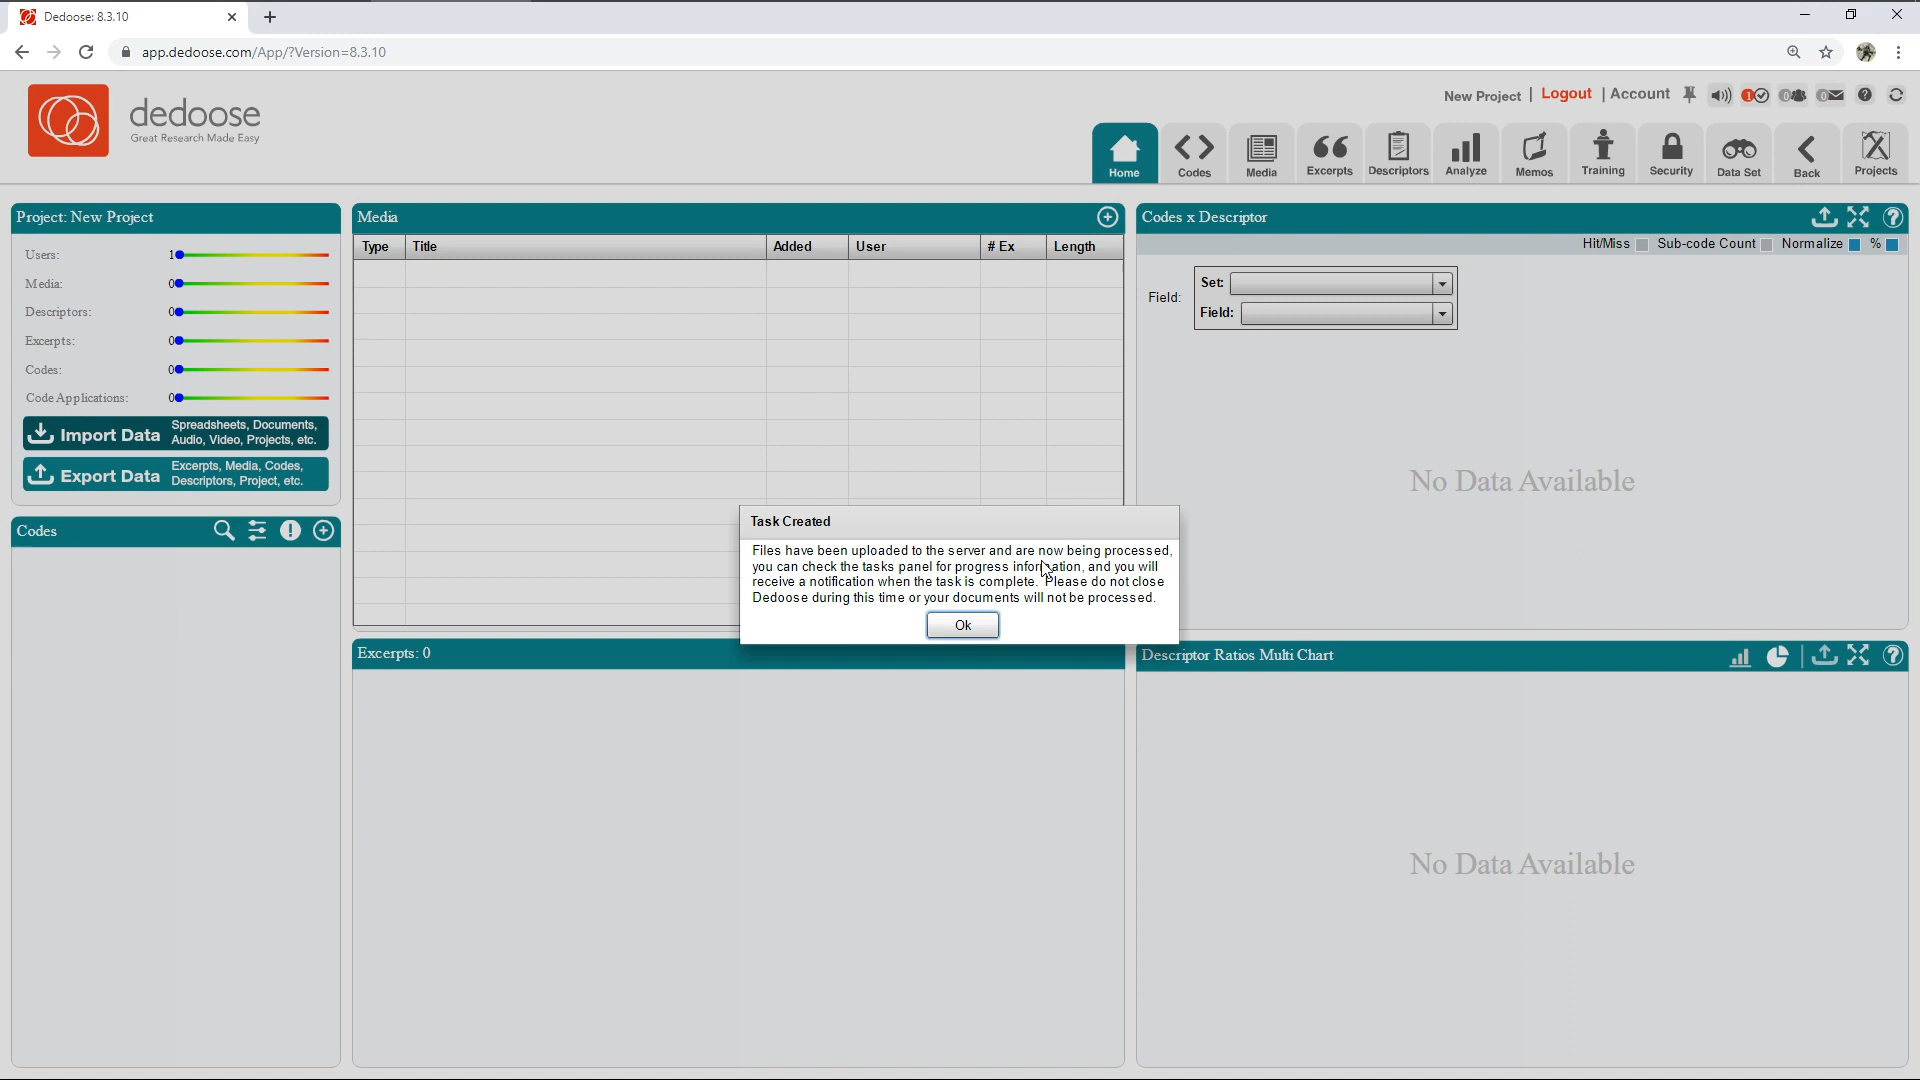 Dedoose: 8.3.10
app.dedoose.com/App/?Version=8.3.10
dedoose
Great Research Made Easy
New Project | Logout | Account 1 0 0
Home Codes Media Excerpts Descriptors Analyze Memos Training Security Data Set Back Projects
Project: New Project
Users: 1
Media: 0
Descriptors: 0
Excerpts: 0
Codes: 0
Code Applications: 0
Import Data Spreadsheets, Documents,
Audio, Video, Projects, etc.
Export Data Excerpts, Media, Codes,
Descriptors, Project, etc.
Codes
Media
Type Title Added User # Ex Length
Codes x Descriptor
Hit/Miss Sub-code Count Normalize %
Field:
Set:
Field:
No Data Available
Task Created
Files have been uploaded to the server and are now being processed,
you can check the tasks panel for progress information, and you will
receive a notification when the task is complete. Please do not close
Dedoose during this time or your documents will not be processed.
Ok
Excerpts: 0
Descriptor Ratios Multi Chart
No Data Available